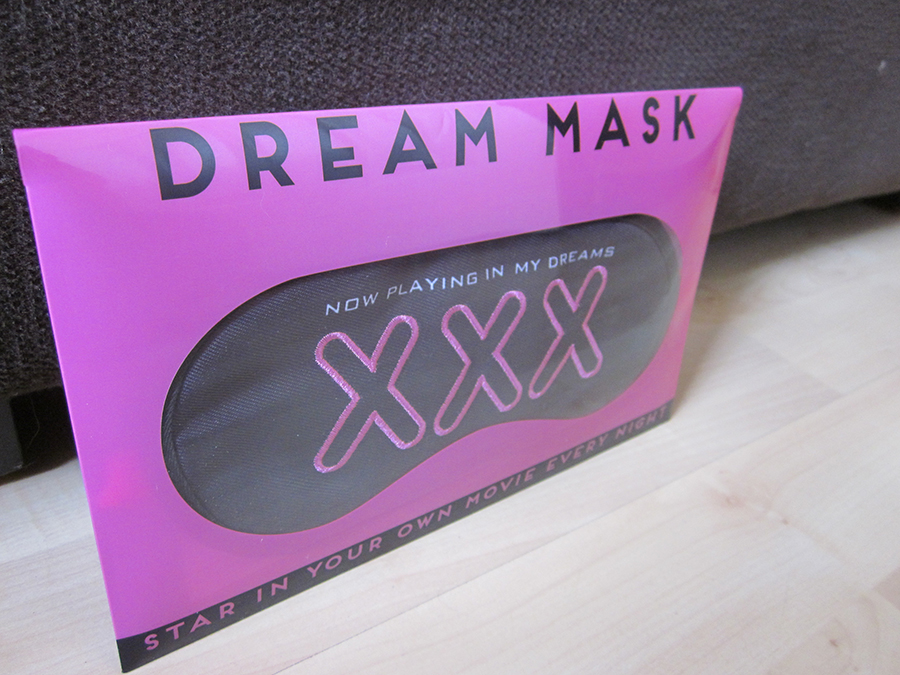 DREAM MASK
NOW PLAYING IN MY DREAMS
XXX
STAR IN YOUR OWN MOVIE EVERY NIGHT